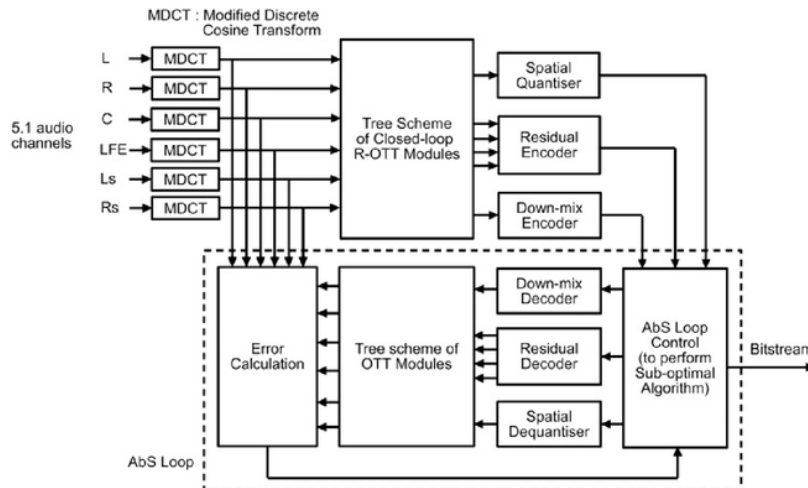 MDCT : Modified Discrete
Cosine Transform
L
MDCT
R
MDCT
5.1 audio
channels
C
MDCT
LFE
MDCT
Ls
MDCT
Rs
MDCT
Tree Scheme
of Closed-loop
R-OTT Modules
Spatial
Quantiser
Residual
Encoder
Down-mix
Encoder
Error
Calculation
Tree scheme of
OTT Modules
Down-mix
Decoder
Residual
Decoder
Spatial
Dequantiser
AbS Loop
Control
(to perform
Sub-optimal
Algorithm)
Bitstream
AbS Loop